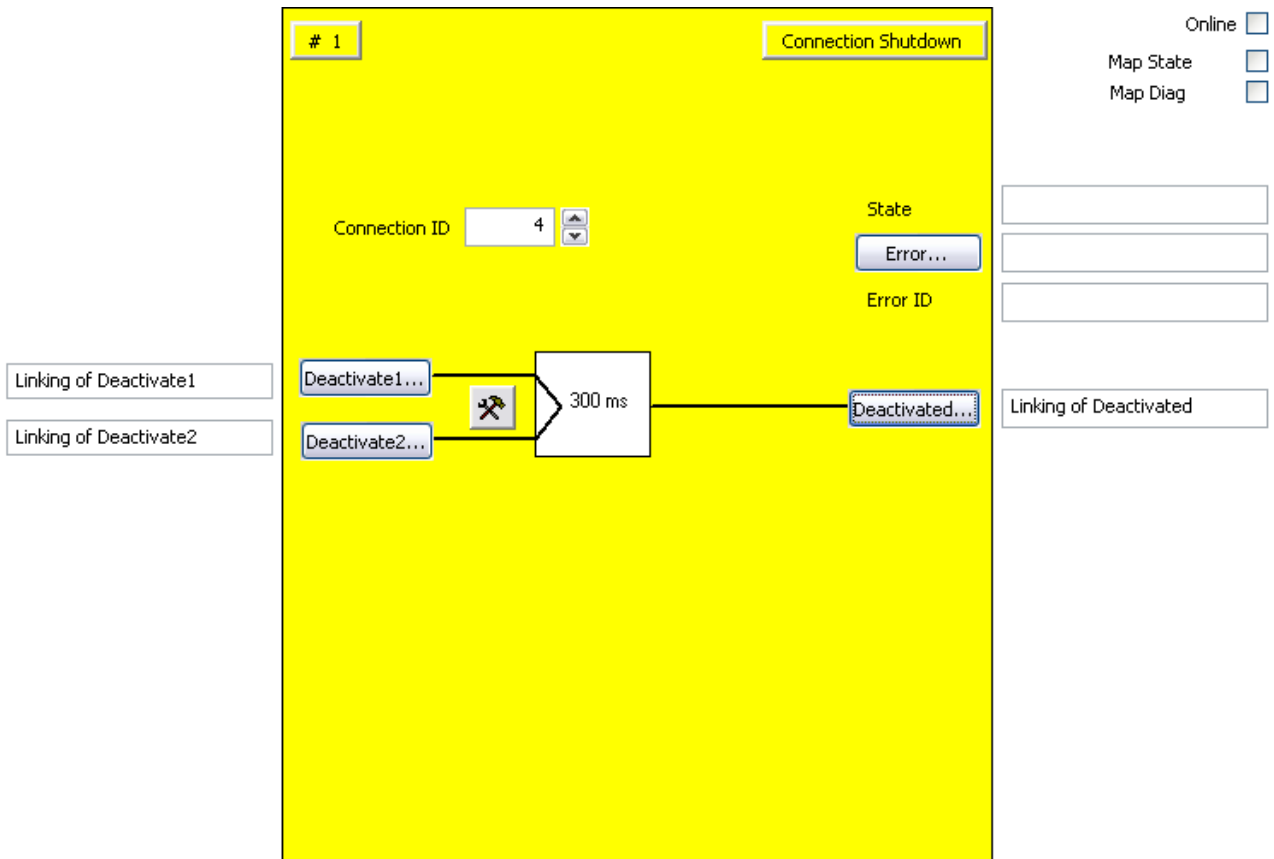 # 1
Connection Shutdown
Online
Map State
Map Diag
Connection ID
4
State
Error...
Error ID
Linking of Deactivate1
Deactivate1...
300 ms
Deactivated...
Linking of Deactivated
Linking of Deactivate2
Deactivate2...